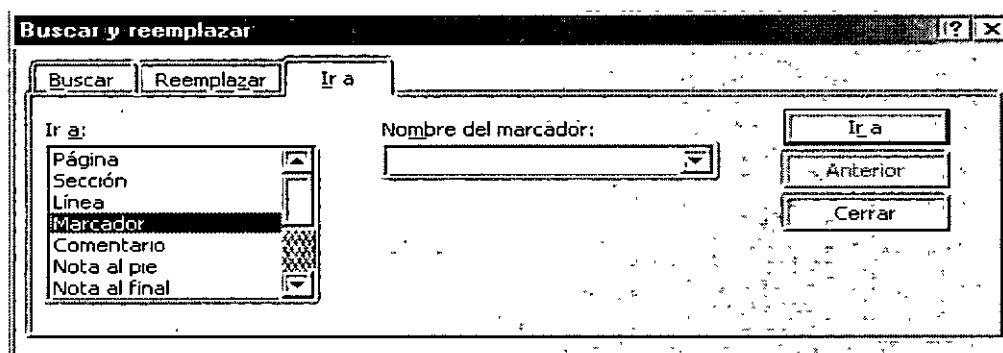 Buscar y reemplazar
Buscar Reemplazar Ir a
Ir a:
Página
Sección
Línea
Marcador
Comentario
Nota al pie
Nota al final
Nombre del marcador:
Ir a
Anterior
Cerrar